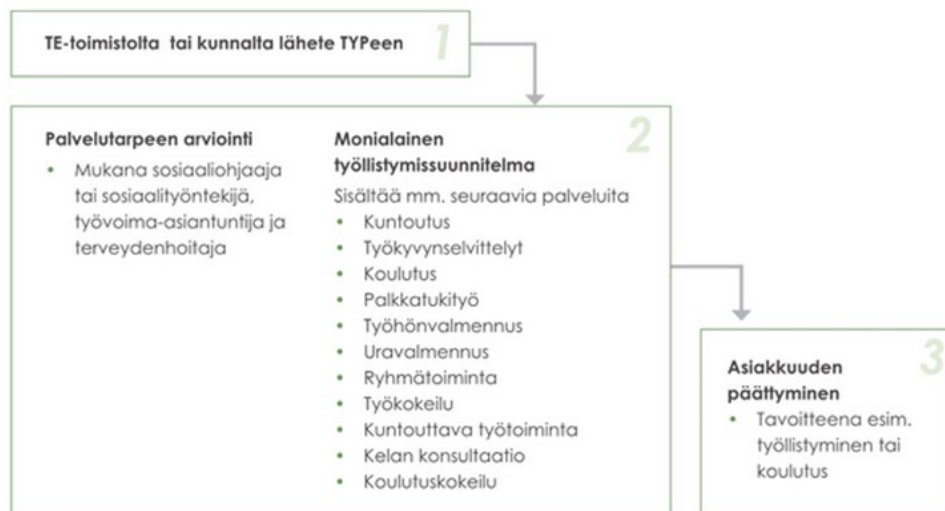 TE-toimistolta tai kunnalta lähete TYPeen
1
2
Palvelutarpeen arviointi
• Mukana sosiaaliohjaaja
tai sosiaalityöntekijä,
työvoima-asiantuntija ja
terveydenhoitaja
Monialainen
työllistymissuunnitelma
Sisältää mm. seuraavia palveluita
• Kuntoutus
• Työkyvynselvittelyt
• Koulutus
• Palkkatukityö
• Työhönvalmennus
• Uravalmennus
• Ryhmätoiminta
• Työkokeilu
• Kuntouttava työtoiminta
• Kelan konsultaatio
• Koulutuskokeilu
3
Asiakkuuden
päättyminen
• Tavoitteena esim.
työllistyminen tai
koulutus